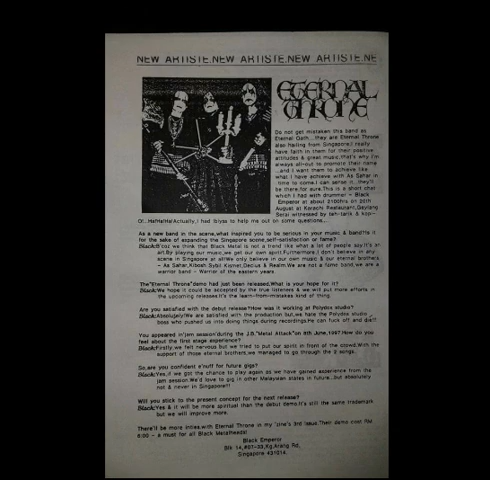 NEW ARTISTE.NEW ARTISTE.NEW ARTISTE.NE
ETERNAL
THRONE
Do not get mistaken this band as
Eternal Oath...they are Eternal Throne
also hailing from Singapore.I really
have faith in them for their positive
attitudes & great music,that's why I'm
always all-out to promote their name
...and I want them to achieve like
what I have achieve with As Sahar in
time to come.I can sense it, they'll
be there,for sure.This is a short chat
which I had with drummer - Black
Emperor at about 2100hrs on 20th
August at Karachi Restaurant,Geylang
Serai witnessed by teh-tarik & kopi-
O!...HaHaHa!Actually,I had Iblyss to help me out on some questions...
As a new band in the scene,what inspired you to be serious in your music & band?Is it
for the sake of expanding the Singapore scene,self-satisfaction or fame?
Black:B'coz we think that Black Metal is not a trend like what a lot of people say.It's an
art.By playing our music,we get our own spirit.Furthermore,I don't believe in any
scene in Singapore at all!We only believe in our own music & our eternal brothers
- As Sahar,Kibosh,Sybil Kismet,Decius & Realm.We are not a fame band,we are a
warrior band - Warrior of the eastern years.
The"Eternal Throne"demo had just been released.What is your hope for it?
Black:We hope it could be accepted by the true listeners & we will put more efforts in
the upcoming releases.It's the learn-from-mistakes kind of thing.
Are you satisfied with the debut release?How was it working at Polydos studio?
Black:Absolutely!We are satisfied with the production but,we hate the Polydos studio
boss who pushed us into doing things during recordings.He can fuck off and die!!
You appeared in'jam session'during the J.B."Metal Attack"on 8th June,1997.How do you
feel about the first stage experience?
Black:Firstly,we felt nervous but we tried to put our spirit in front of the crowd.With the
support of those eternal brothers,we managed to go through the 2 songs.
So,are you confident e'nuff for future gigs?
Black:Yes,if we got the chance to play again as we have gained experience from the
jam session.We'd love to gig in other Malaysian states in future...but absolutely
not & never in Singapore!!!
Will you stick to the present concept for the next release?
Black:Yes & it will be more spiritual than the debut demo.It's still the same trademark
but we will improve more.
There'll be more inties,with Eternal Throne in my 'zine's 3rd issue.Their demo cost RM
6:00 - a must for all Black Metalheads!
Black Emperor
Blk 14,#07-33,Kg.Arang Rd,
Singapore 431014.